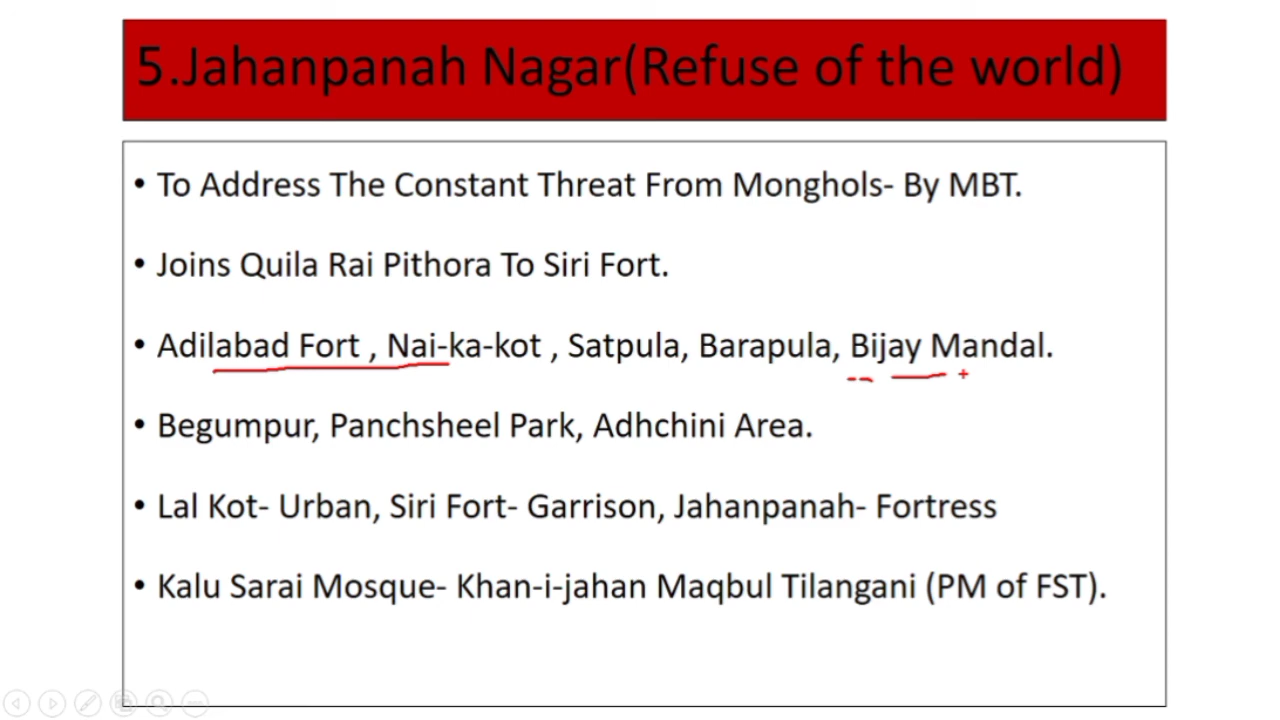 5.Jahanpanah Nagar(Refuse of the world)
• To Address The Constant Threat From Monghols- By MBT.
• Joins Quila Rai Pithora To Siri Fort.
• Adilabad Fort , Nai-ka-kot , Satpula, Barapula, Bijay Mandal.
• Begumpur, Panchsheel Park, Adhchini Area.
• Lal Kot- Urban, Siri Fort- Garrison, Jahanpanah- Fortress
• Kalu Sarai Mosque- Khan-i-jahan Maqbul Tilangani (PM of FST).